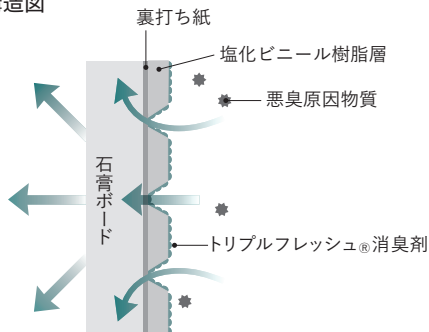 造図
裏打ち紙
塩化ビニール樹脂層
悪臭原因物質
石膏ボード
トリプルフレッシュ®消臭剤